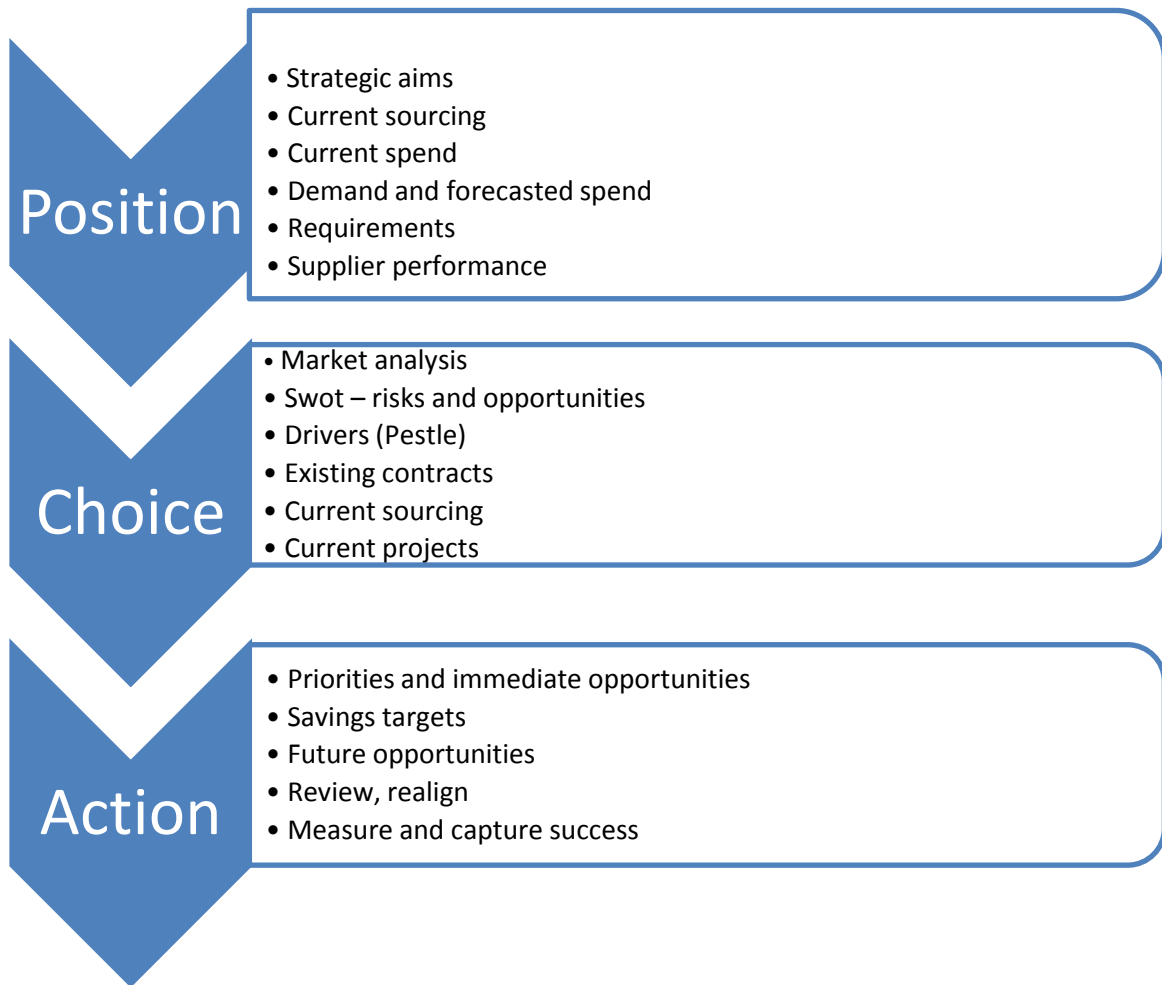 Position
• Strategic aims
• Current sourcing
• Current spend
• Demand and forecasted spend
• Requirements
• Supplier performance
Choice
• Market analysis
• Swot – risks and opportunities
• Drivers (Pestle)
• Existing contracts
• Current sourcing
• Current projects
Action
• Priorities and immediate opportunities
• Savings targets
• Future opportunities
• Review, realign
• Measure and capture success